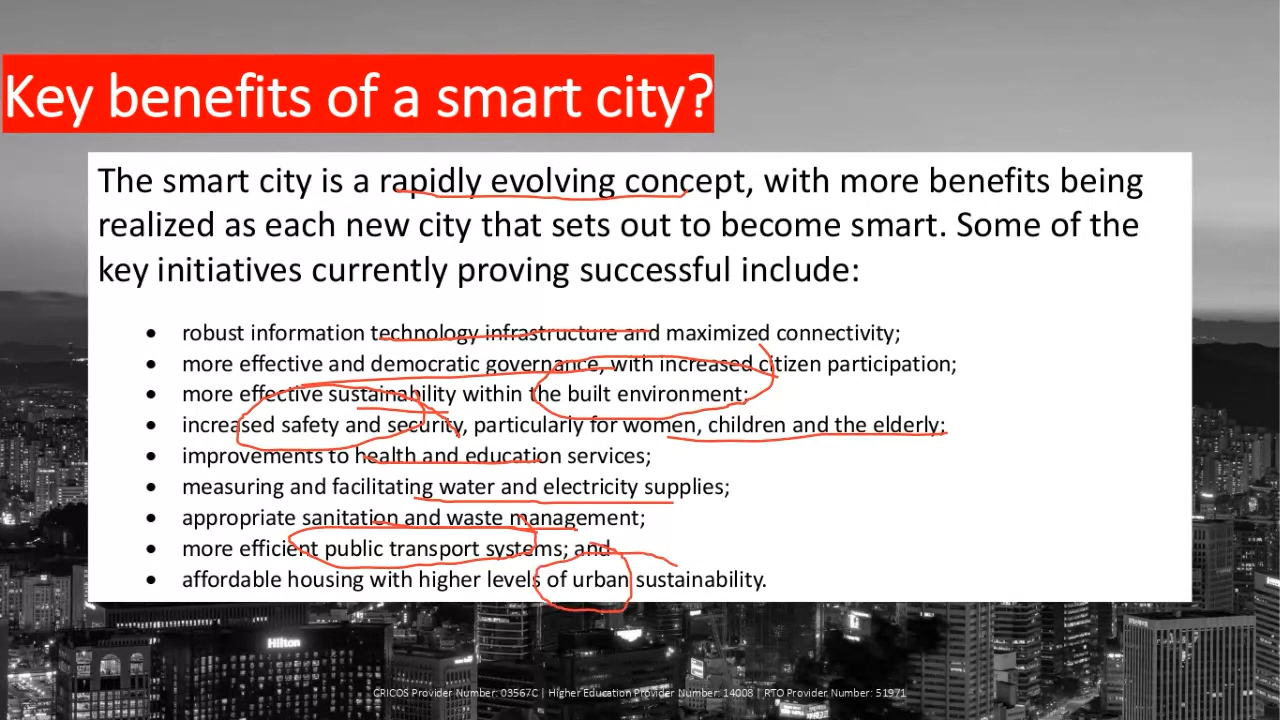 Key benefits of a smart city?
The smart city is a rapidly evolving concept, with more benefits being
realized as each new city that sets out to become smart. Some of the
key initiatives currently proving successful include:
• robust information technology infrastructure and maximized connectivity;
• more effective and democratic governance, with increased citizen participation;
• more effective sustainability within the built environment;
• increased safety and security, particularly for women, children and the elderly;
• improvements to health and education services;
• measuring and facilitating water and electricity supplies;
• appropriate sanitation and waste management;
• more efficient public transport systems; and
• affordable housing with higher levels of urban sustainability.
Hilton
CRICOS Provider Number: 03567C | Higher Education Provider Number: 14008 | RTO Provider Number: 51971